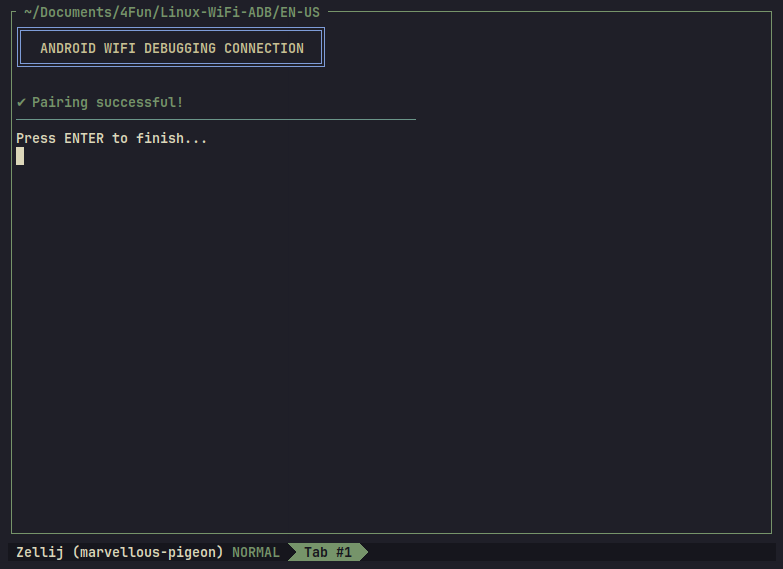 ~/Documents/4Fun/Linux-WiFi-ADB/EN-US
ANDROID WIFI DEBUGGING CONNECTION
✔ Pairing successful!
Press ENTER to finish...
Zellij (marvellous-pigeon) NORMAL Tab #1